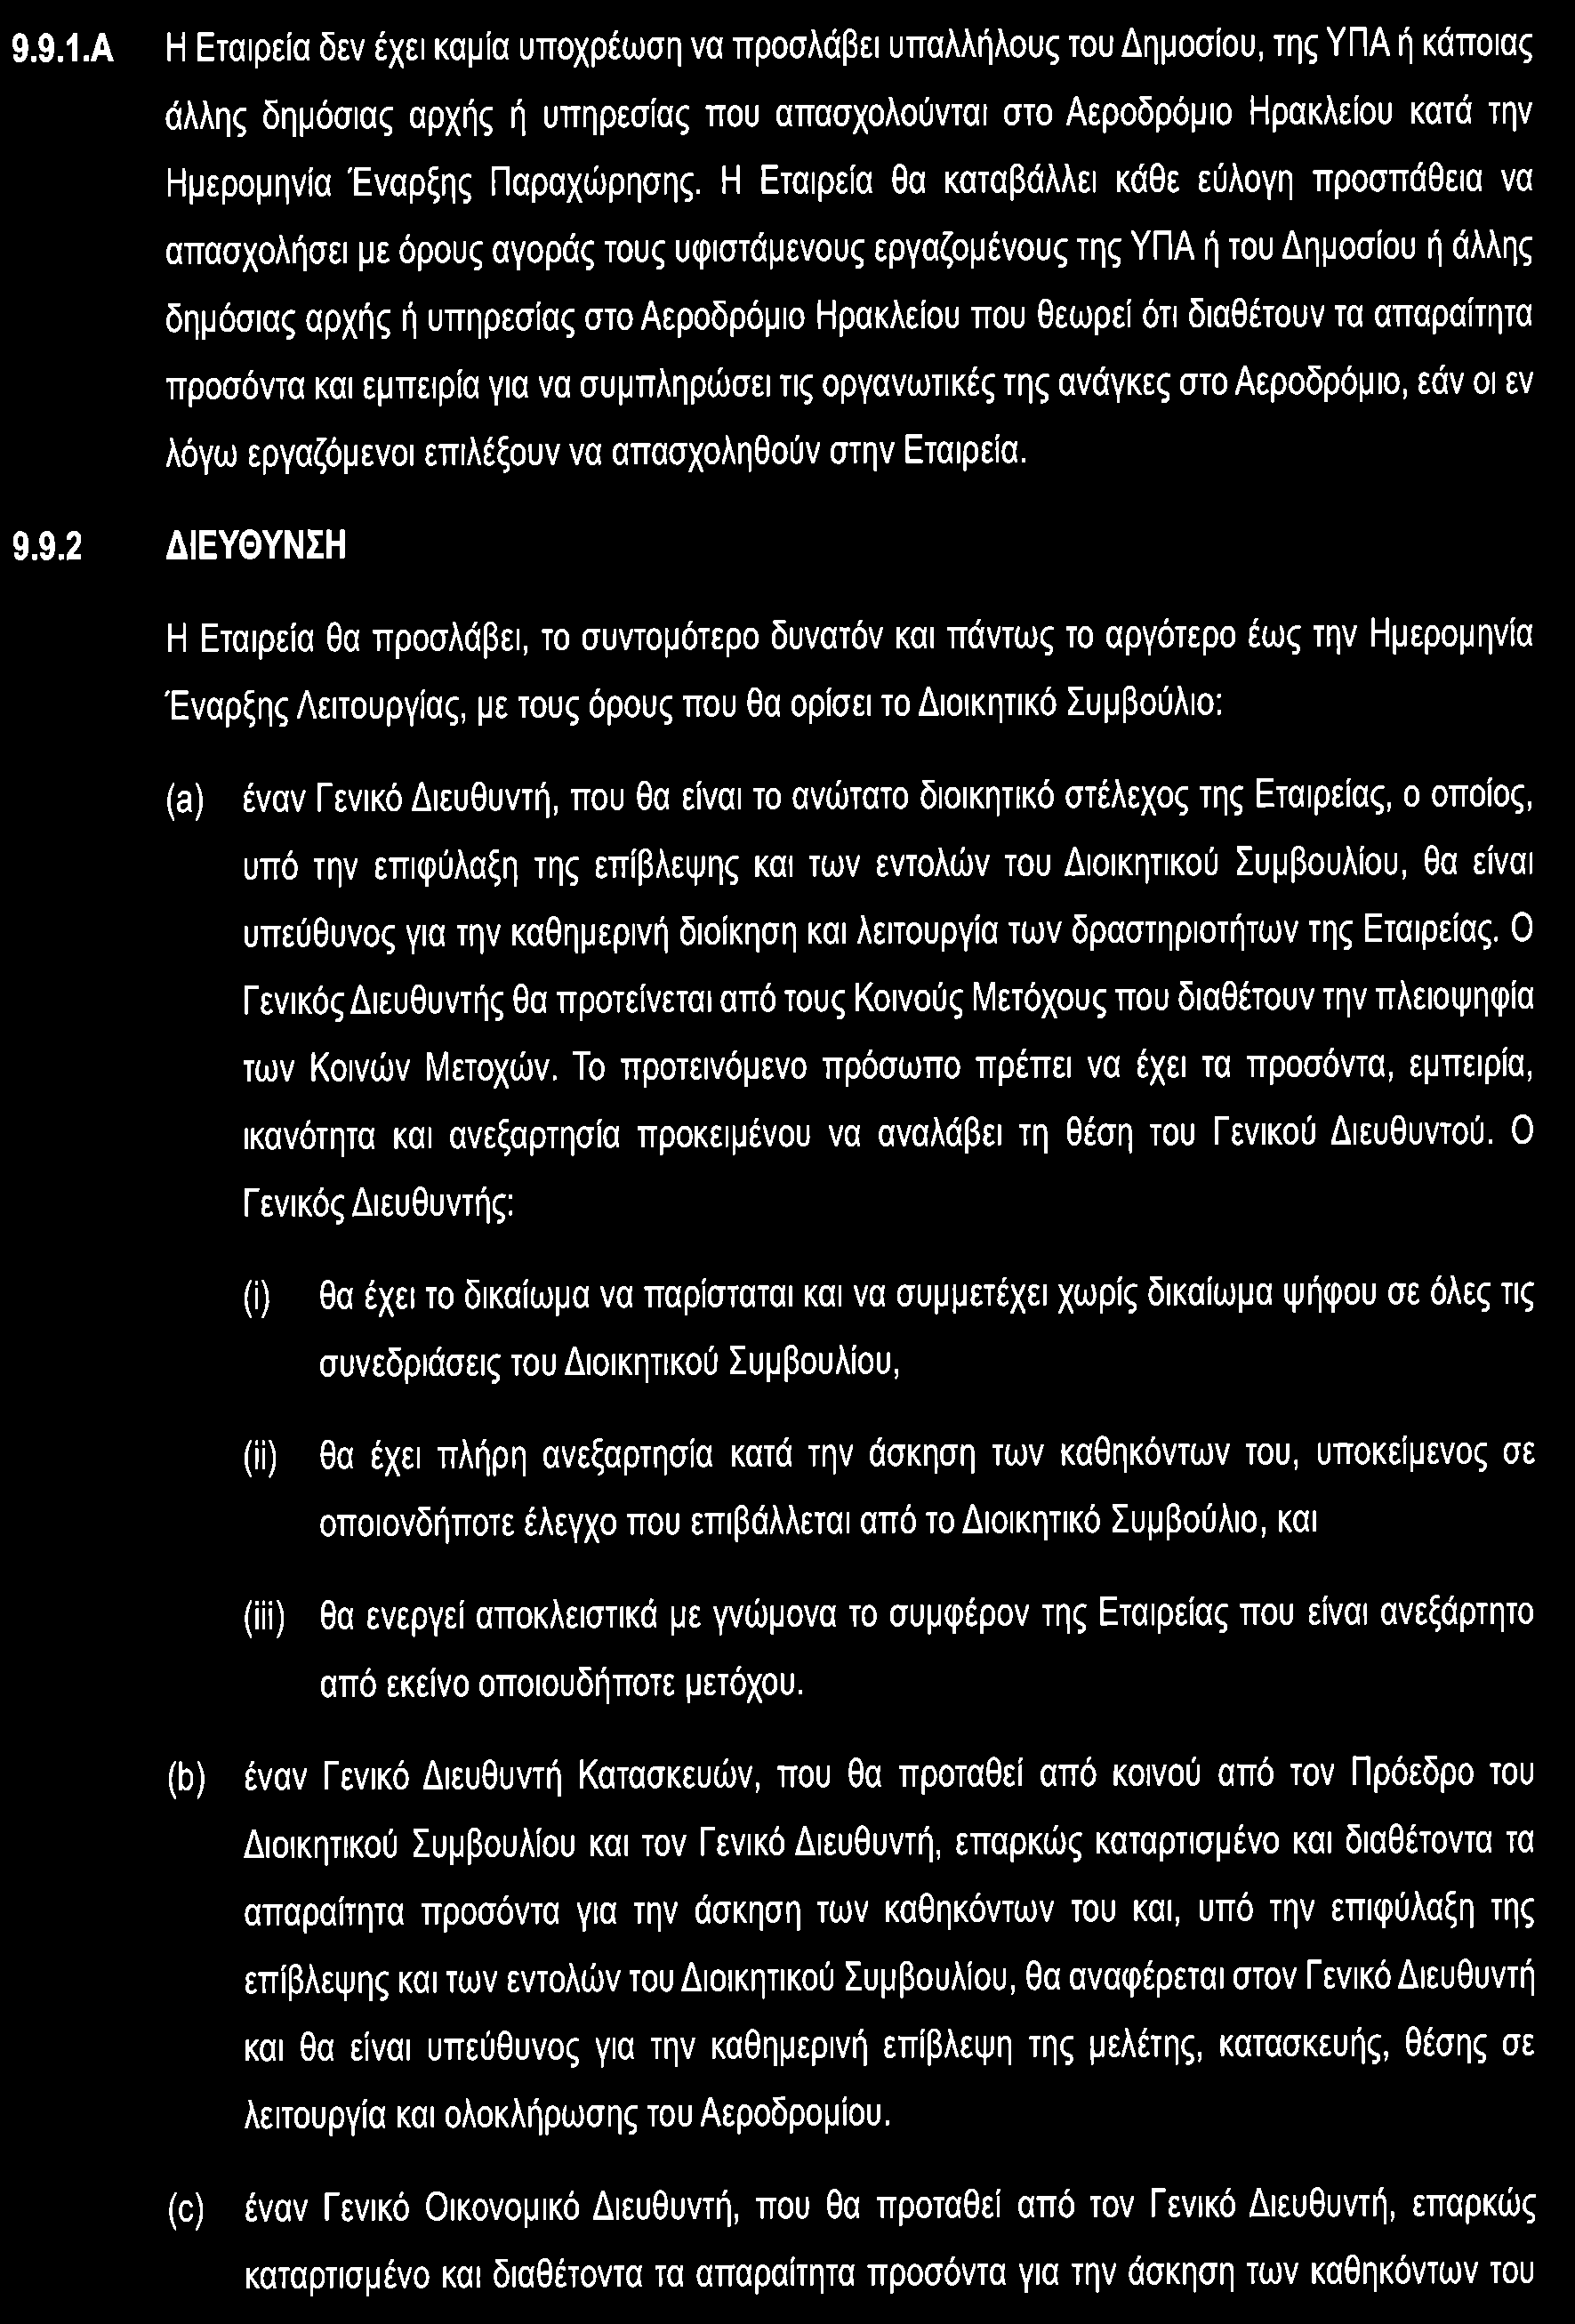 9.9.1.A Η Εταιρεία δεν έχει καμία υποχρέωση να προσλάβει υπαλλήλους του Δημοσίου, της ΥΠΑ ή κάποιας
άλλης δημόσιας αρχής ή υπηρεσίας που απασχολούνται στο Αεροδρόμιο Ηρακλείου κατά την
Ημερομηνία Έναρξης Παραχώρησης. Η Εταιρεία θα καταβάλλει κάθε εύλογη προσπάθεια να
απασχολήσει με όρους αγοράς τους υφιστάμενους εργαζομένους της ΥΠΑ ή του Δημοσίου ή άλλης
δημόσιας αρχής ή υπηρεσίας στο Αεροδρόμιο Ηρακλείου που θεωρεί ότι διαθέτουν τα απαραίτητα
προσόντα και εμπειρία για να συμπληρώσει τις οργανωτικές της ανάγκες στο Αεροδρόμιο, εάν οι εν
λόγω εργαζόμενοι επιλέξουν να απασχοληθούν στην Εταιρεία.
9.9.2 ΔΙΕΥΘΥΝΣΗ
Η Εταιρεία θα προσλάβει, το συντομότερο δυνατόν και πάντως το αργότερο έως την Ημερομηνία
Έναρξης Λειτουργίας, με τους όρους που θα ορίσει το Διοικητικό Συμβούλιο:
(a) έναν Γενικό Διευθυντή, που θα είναι το ανώτατο διοικητικό στέλεχος της Εταιρείας, ο οποίος,
υπό την επιφύλαξη της επίβλεψης και των εντολών του Διοικητικού Συμβουλίου, θα είναι
υπεύθυνος για την καθημερινή διοίκηση και λειτουργία των δραστηριοτήτων της Εταιρείας. Ο
Γενικός Διευθυντής θα προτείνεται από τους Κοινούς Μετόχους που διαθέτουν την πλειοψηφία
των Κοινών Μετοχών. Το προτεινόμενο πρόσωπο πρέπει να έχει τα προσόντα, εμπειρία,
ικανότητα και ανεξαρτησία προκειμένου να αναλάβει τη θέση του Γενικού Διευθυντού. Ο
Γενικός Διευθυντής:
(i) θα έχει το δικαίωμα να παρίσταται και να συμμετέχει χωρίς δικαίωμα ψήφου σε όλες τις
συνεδριάσεις του Διοικητικού Συμβουλίου,
(ii) θα έχει πλήρη ανεξαρτησία κατά την άσκηση των καθηκόντων του, υποκείμενος σε
οποιονδήποτε έλεγχο που επιβάλλεται από το Διοικητικό Συμβούλιο, και
(iii) θα ενεργεί αποκλειστικά με γνώμονα το συμφέρον της Εταιρείας που είναι ανεξάρτητο
από εκείνο οποιουδήποτε μετόχου.
(b) έναν Γενικό Διευθυντή Κατασκευών, που θα προταθεί από κοινού από τον Πρόεδρο του
Διοικητικού Συμβουλίου και τον Γενικό Διευθυντή, επαρκώς καταρτισμένο και διαθέτοντα τα
απαραίτητα προσόντα για την άσκηση των καθηκόντων του και, υπό την επιφύλαξη της
επίβλεψης και των εντολών του Διοικητικού Συμβουλίου, θα αναφέρεται στον Γενικό Διευθυντή
και θα είναι υπεύθυνος για την καθημερινή επίβλεψη της μελέτης, κατασκευής, θέσης σε
λειτουργία και ολοκλήρωσης του Αεροδρομίου.
(c) έναν Γενικό Οικονομικό Διευθυντή, που θα προταθεί από τον Γενικό Διευθυντή, επαρκώς
καταρτισμένο και διαθέτοντα τα απαραίτητα προσόντα για την άσκηση των καθηκόντων του